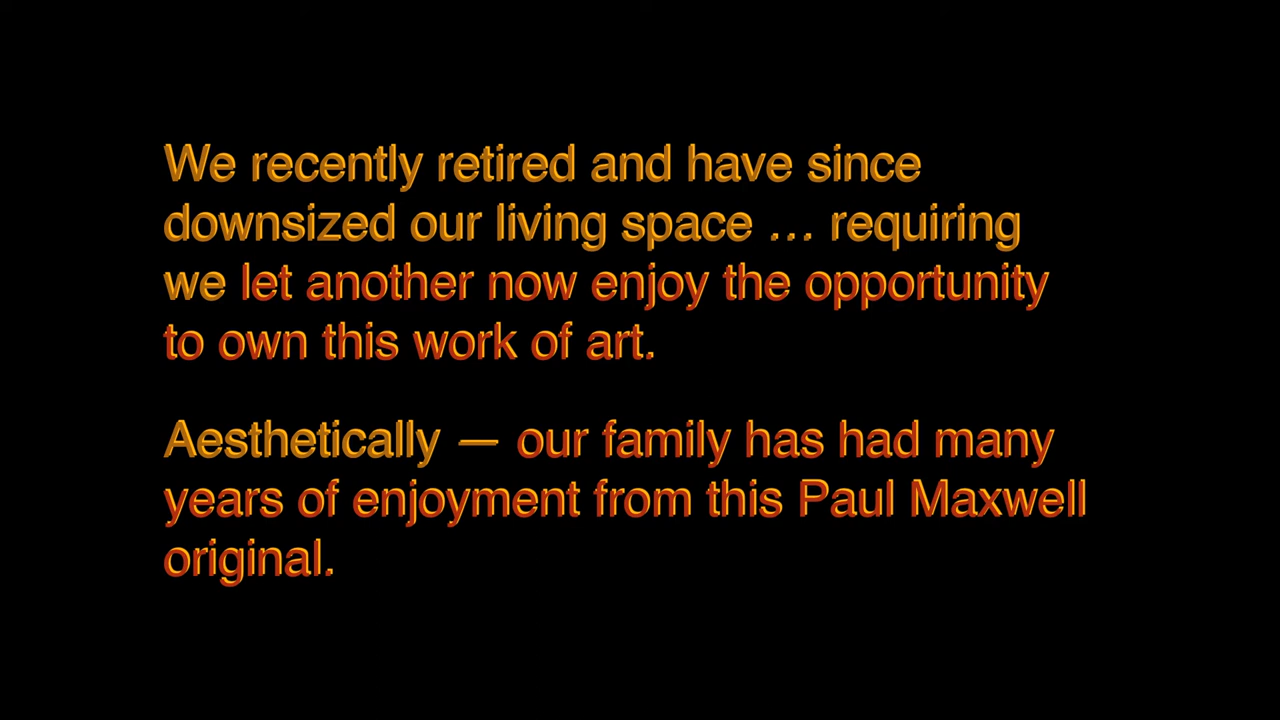 We recently retired and have since
downsized our living space … requiring
we let another now enjoy the opportunity
to own this work of art.
Aesthetically — our family has had many
years of enjoyment from this Paul Maxwell
original.